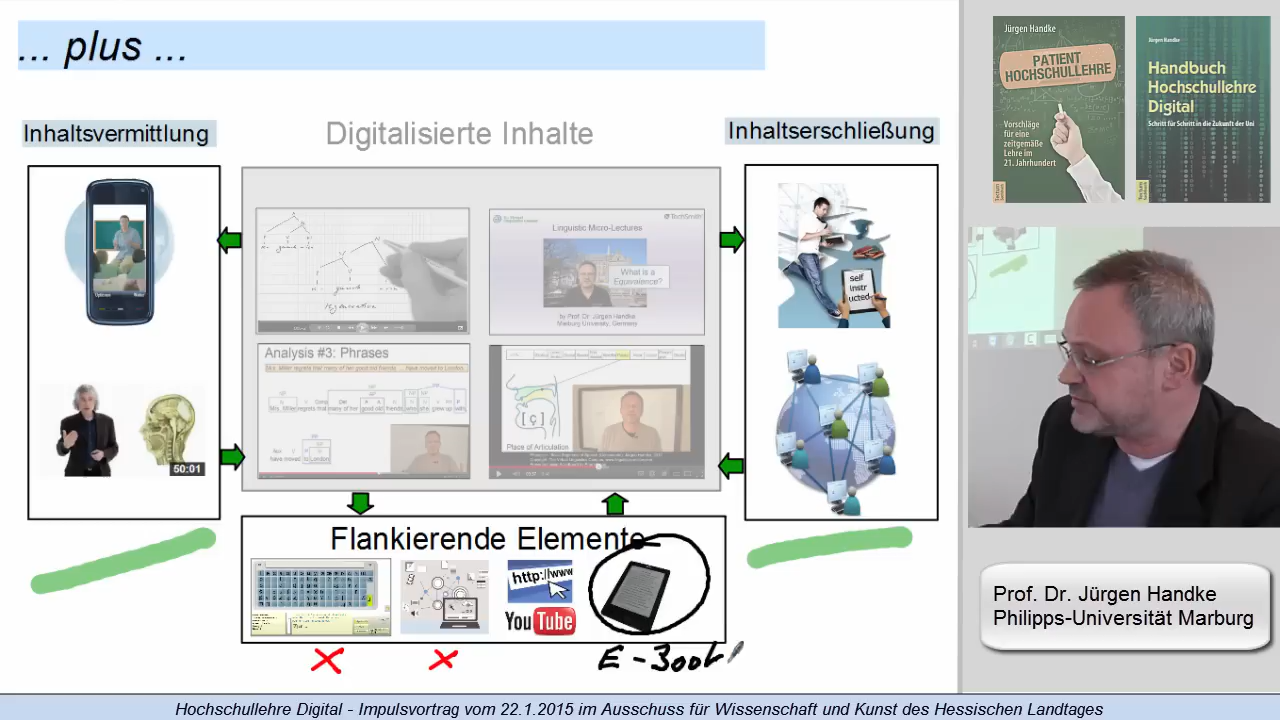 ... plus ...
Inhaltsvermittlung
Digitalisierte Inhalte
Inhaltserschließung
50:01
Linguistic Micro-Lectures
What is a
Equivalence?
by Prof. Dr. Jürgen Handke
Marburg University, Germany
TechSmith
Analysis #3: Phrases
[ç]
Place of Articulation
self
instr
ucted
Flankierende Elemente
http://www
YouTube
Jürgen Handke
PATIENT
HOCHSCHULLEHRE
Vorschläge
für eine
zeitgemäße
Lehre im
21. Jahrhundert
Jürgen Handke
Handbuch
Hochschullehre
Digital
Schritt für Schritt in die Zukunft der Uni
Prof. Dr. Jürgen Handke
Philipps-Universität Marburg
Hochschullehre Digital - Impulsvortrag vom 22.1.2015 im Ausschuss für Wissenschaft und Kunst des Hessischen Landtages